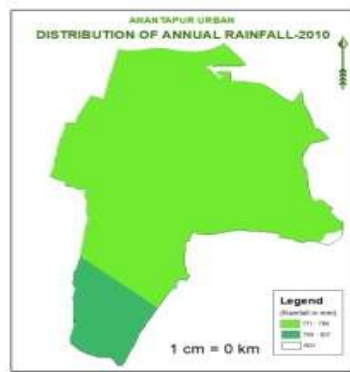 ANANTAPUR URBAN
DISTRIBUTION OF ANNUAL RAINFALL-2010
Legend
(Rainfall in mm)
1 cm = 0 km